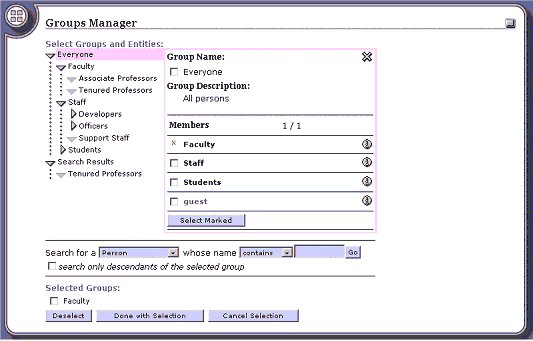 Groups Manager
Select Groups and Entities:
Everyone
Faculty
Associate Professors
Tenured Professors
Staff
Developers
Officers
Support Staff
Students
Search Results
Tenured Professors
Group Name:
Everyone
Group Description:
All persons
Members 1 / 1
Faculty
Staff
Students
guest
Select Marked
Search for a Person whose name contains Go
search only descendants of the selected group
Selected Groups:
Faculty
Deselect Done with Selection Cancel Selection